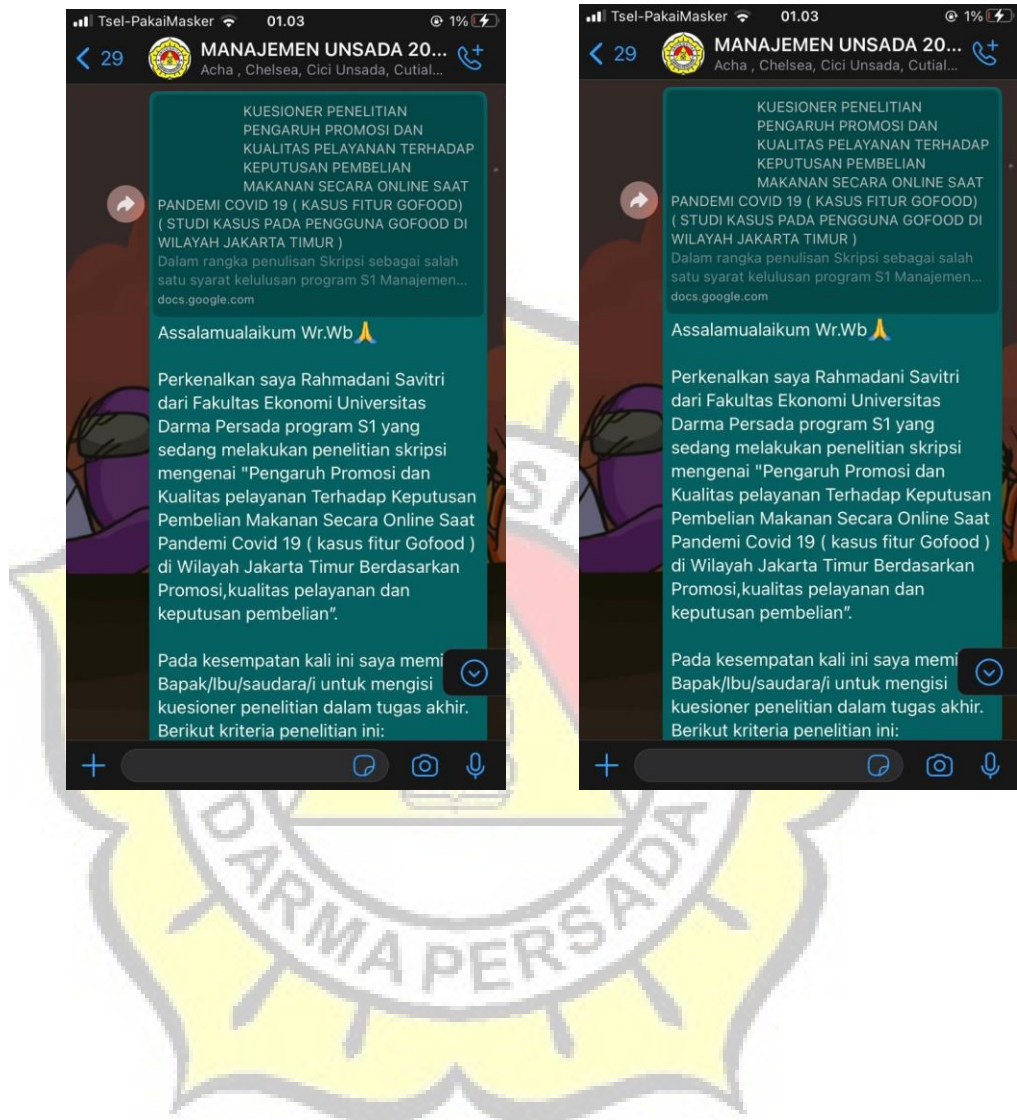 Tsel-PakaiMasker 01.03 1%
29 MANAJEMEN UNSADA 20...
Acha , Chelsea, Cici Unsada, Cutial...
KUESIONER PENELITIAN
PENGARUH PROMOSI DAN
KUALITAS PELAYANAN TERHADAP
KEPUTUSAN PEMBELIAN
MAKANAN SECARA ONLINE SAAT
PANDEMI COVID 19 ( KASUS FITUR GOFOOD)
( STUDI KASUS PADA PENGGUNA GOFOOD DI
WILAYAH JAKARTA TIMUR )
Dalam rangka penulisan Skripsi sebagai salah
satu syarat kelulusan program S1 Manajemen...
docs.google.com
Assalamualaikum Wr.Wb🙏
Perkenalkan saya Rahmadani Savitri
dari Fakultas Ekonomi Universitas
Darma Persada program S1 yang
sedang melakukan penelitian skripsi
mengenai "Pengaruh Promosi dan
Kualitas pelayanan Terhadap Keputusan
Pembelian Makanan Secara Online Saat
Pandemi Covid 19 ( kasus fitur Gofood )
di Wilayah Jakarta Timur Berdasarkan
Promosi,kualitas pelayanan dan
keputusan pembelian".
Pada kesempatan kali ini saya memi
Bapak/Ibu/saudara/i untuk mengisi
kuesioner penelitian dalam tugas akhir.
Berikut kriteria penelitian ini:
Tsel-PakaiMasker 01.03 1%
29 MANAJEMEN UNSADA 20...
Acha , Chelsea, Cici Unsada, Cutial...
KUESIONER PENELITIAN
PENGARUH PROMOSI DAN
KUALITAS PELAYANAN TERHADAP
KEPUTUSAN PEMBELIAN
MAKANAN SECARA ONLINE SAAT
PANDEMI COVID 19 ( KASUS FITUR GOFOOD)
( STUDI KASUS PADA PENGGUNA GOFOOD DI
WILAYAH JAKARTA TIMUR )
Dalam rangka penulisan Skripsi sebagai salah
satu syarat kelulusan program S1 Manajemen...
docs.google.com
Assalamualaikum Wr.Wb🙏
Perkenalkan saya Rahmadani Savitri
dari Fakultas Ekonomi Universitas
Darma Persada program S1 yang
sedang melakukan penelitian skripsi
mengenai "Pengaruh Promosi dan
Kualitas pelayanan Terhadap Keputusan
Pembelian Makanan Secara Online Saat
Pandemi Covid 19 ( kasus fitur Gofood )
di Wilayah Jakarta Timur Berdasarkan
Promosi,kualitas pelayanan dan
keputusan pembelian".
Pada kesempatan kali ini saya memi
Bapak/Ibu/saudara/i untuk mengisi
kuesioner penelitian dalam tugas akhir.
Berikut kriteria penelitian ini:
DARMA PERSADA